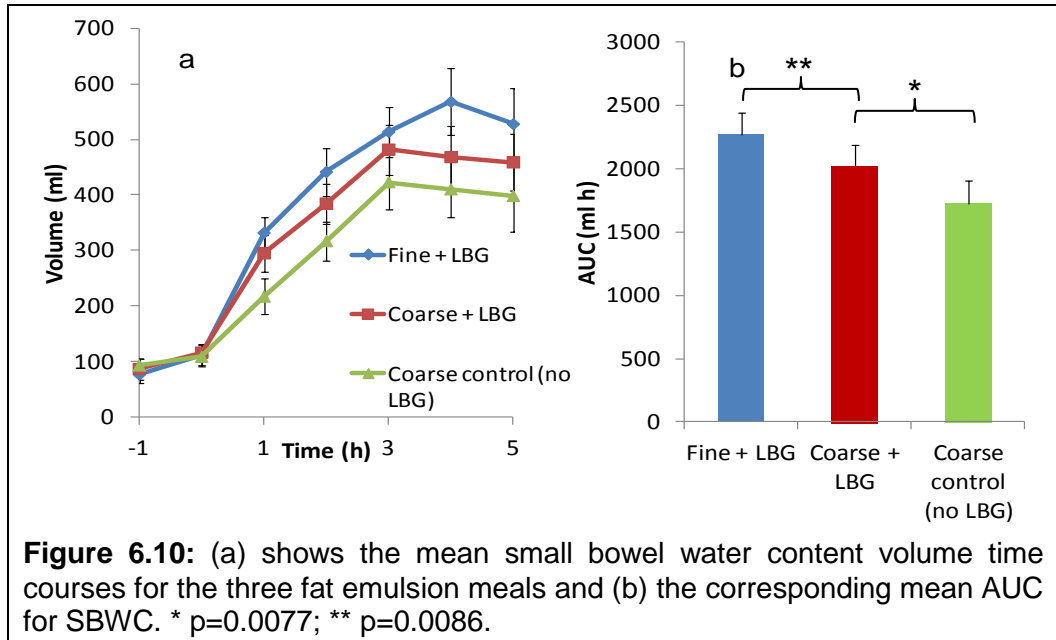 a
700
600
500
400
300
200
100
0
Volume (ml)
-1
1
3
5
Time (h)
Fine + LBG
Coarse + LBG
Coarse control (no
LBG)
b
**
*
3000
2500
2000
1500
1000
500
0
AUC (ml h)
Fine + LBG
Coarse +
LBG
Coarse
control
(no LBG)
Figure 6.10: (a) shows the mean small bowel water content volume time
courses for the three fat emulsion meals and (b) the corresponding mean AUC
for SBWC. * p=0.0077; ** p=0.0086.